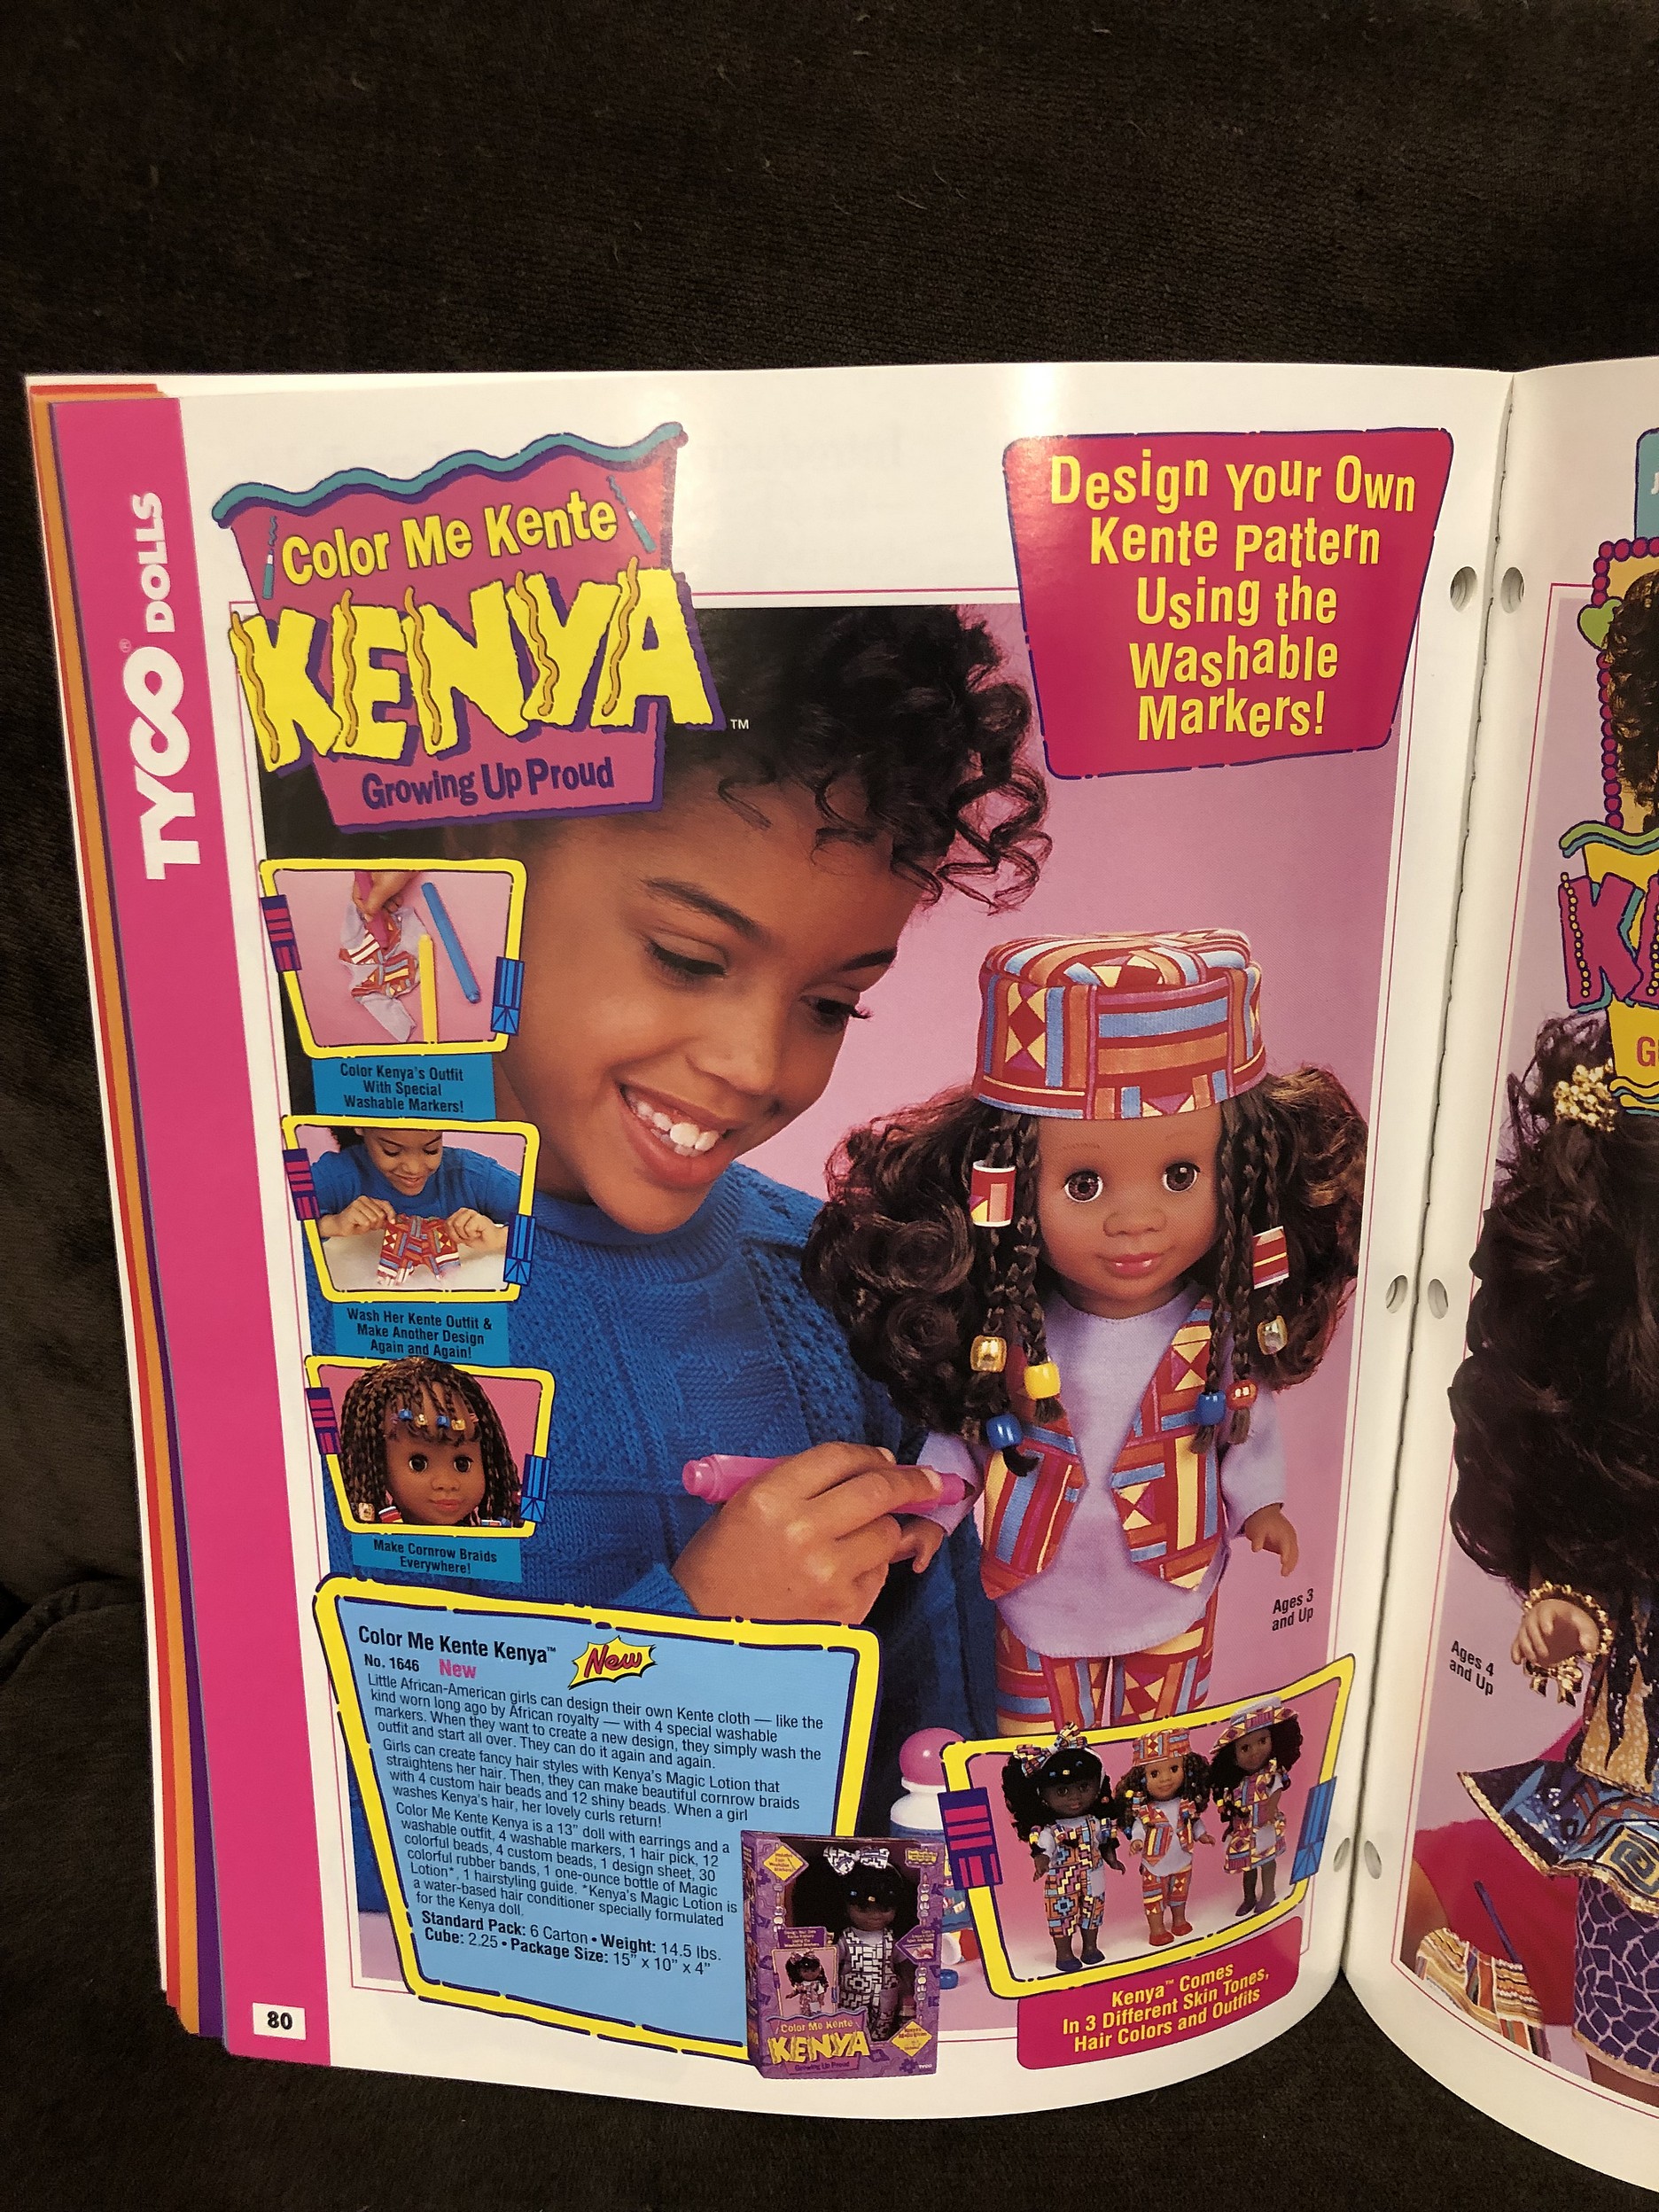 TYCO® DOLLS
Color Me Kente
KENYA™
Growing Up Proud
Design your Own
Kente Pattern
Using the
Washable
Markers!
Color Kenya's Outfit
With Special
Washable Markers!
Wash Her Kente Outfit &
Make Another Design
Again and Again!
Make Cornrow Braids
Everywhere!
Ages 3
and Up
Color Me Kente Kenya™
New
No. 1646 New
Little African-American girls can design their own Kente cloth — like the
kind worn long ago by African royalty — with 4 special washable
markers. When they want to create a new design, they simply wash the
outfit and start all over. They can do it again and again.
Girls can create fancy hair styles with Kenya's Magic Lotion that
straightens her hair. Then, they can make beautiful cornrow braids
with 4 custom hair beads and 12 shiny beads. When a girl
washes Kenya's hair, her lovely curls return!
Color Me Kente Kenya is a 13" doll with earrings and a
washable outfit, 4 washable markers, 1 hair pick, 12
colorful beads, 4 custom beads, 1 design sheet, 30
colorful rubber bands, 1 one-ounce bottle of Magic
Lotion*, 1 hairstyling guide. *Kenya's Magic Lotion is
a water-based hair conditioner specially formulated
for the Kenya doll.
Standard Pack: 6 Carton • Weight: 14.5 lbs.
Cube: 2.25 • Package Size: 15" x 10" x 4"
Color Me Kente
KENYA
Growing Up Proud
TYCO
Kenya™ Comes
In 3 Different Skin Tones,
Hair Colors and Outfits
80
Ages 4
and Up